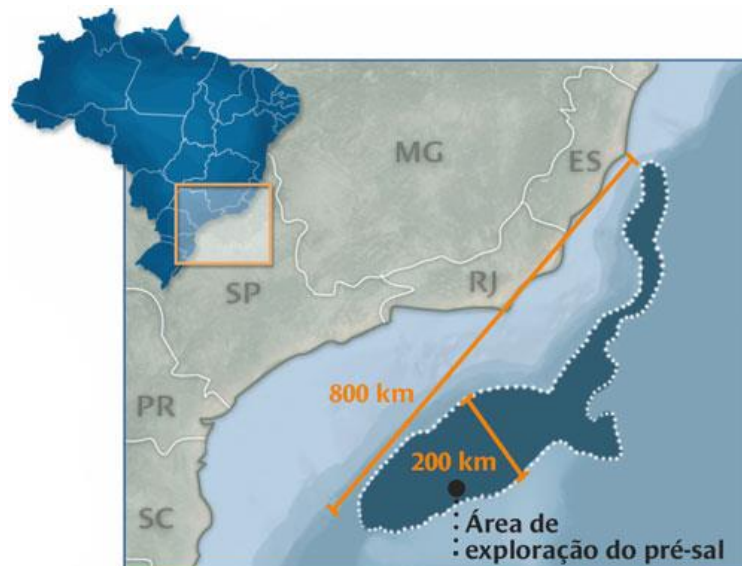 MG
ES
SP
RJ
800 km
PR
200 km
SC
Área de
exploração do pré-sal